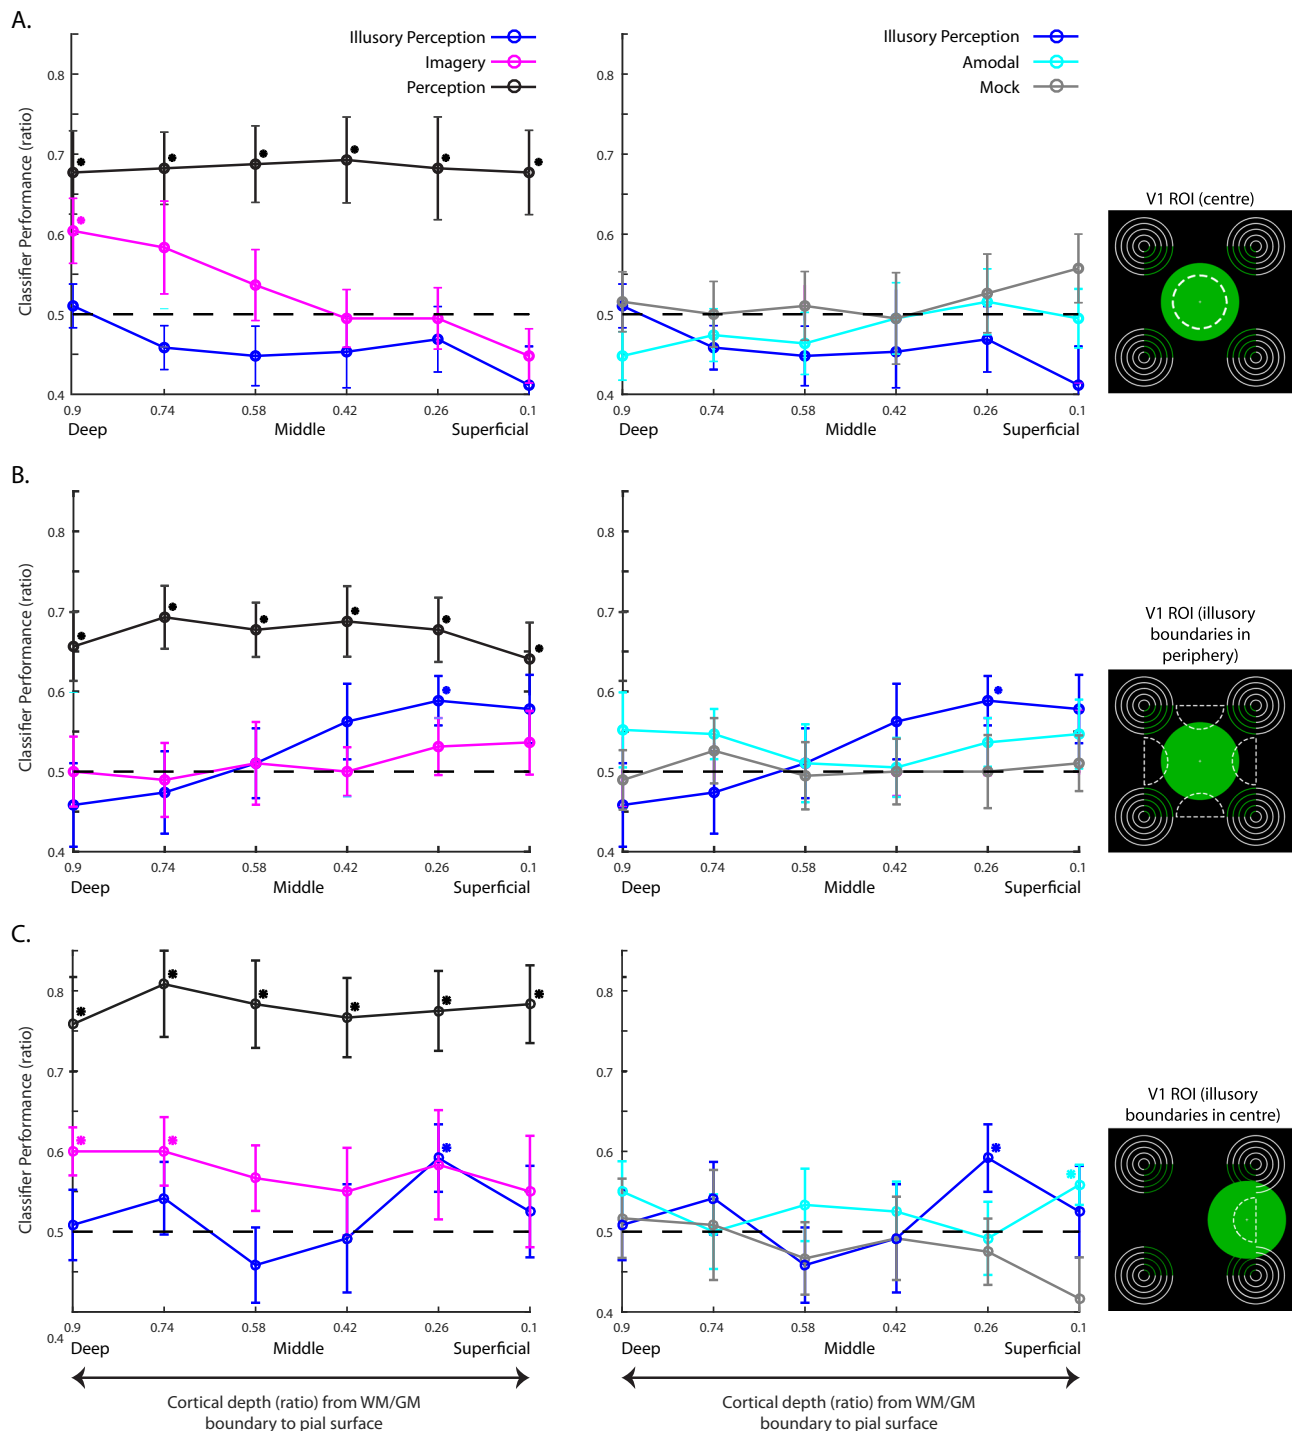 A.
Illusory Perception
Imagery
Perception
Classifier Performance (ratio)
0.8
0.7
0.6
0.5
0.4
0.9 0.74 0.58 0.42 0.26 0.1
Deep Middle Superficial
Illusory Perception
Amodal
Mock
0.8
0.7
0.6
0.5
0.4
0.9 0.74 0.58 0.42 0.26 0.1
Deep Middle Superficial
V1 ROI (centre)
B.
Classifier Performance (ratio)
0.8
0.7
0.6
0.5
0.4
0.9 0.74 0.58 0.42 0.26 0.1
Deep Middle Superficial
0.8
0.7
0.6
0.5
0.4
0.9 0.74 0.58 0.42 0.26 0.1
Deep Middle Superficial
V1 ROI (illusory
boundaries in
periphery)
C.
Classifier Performance (ratio)
0.8
0.7
0.6
0.5
0.4
0.9 0.74 0.58 0.42 0.26 0.1
Deep Middle Superficial
Cortical depth (ratio) from WM/GM
boundary to pial surface
0.8
0.7
0.6
0.5
0.4
0.9 0.74 0.58 0.42 0.26 0.1
Deep Middle Superficial
Cortical depth (ratio) from WM/GM
boundary to pial surface
V1 ROI (illusory
boundaries in centre)